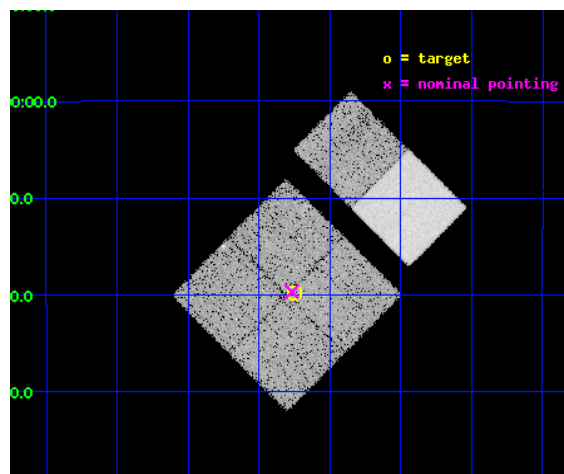 o = target
x = nominal pointing
0:00.0
0.0
0.0
0.0